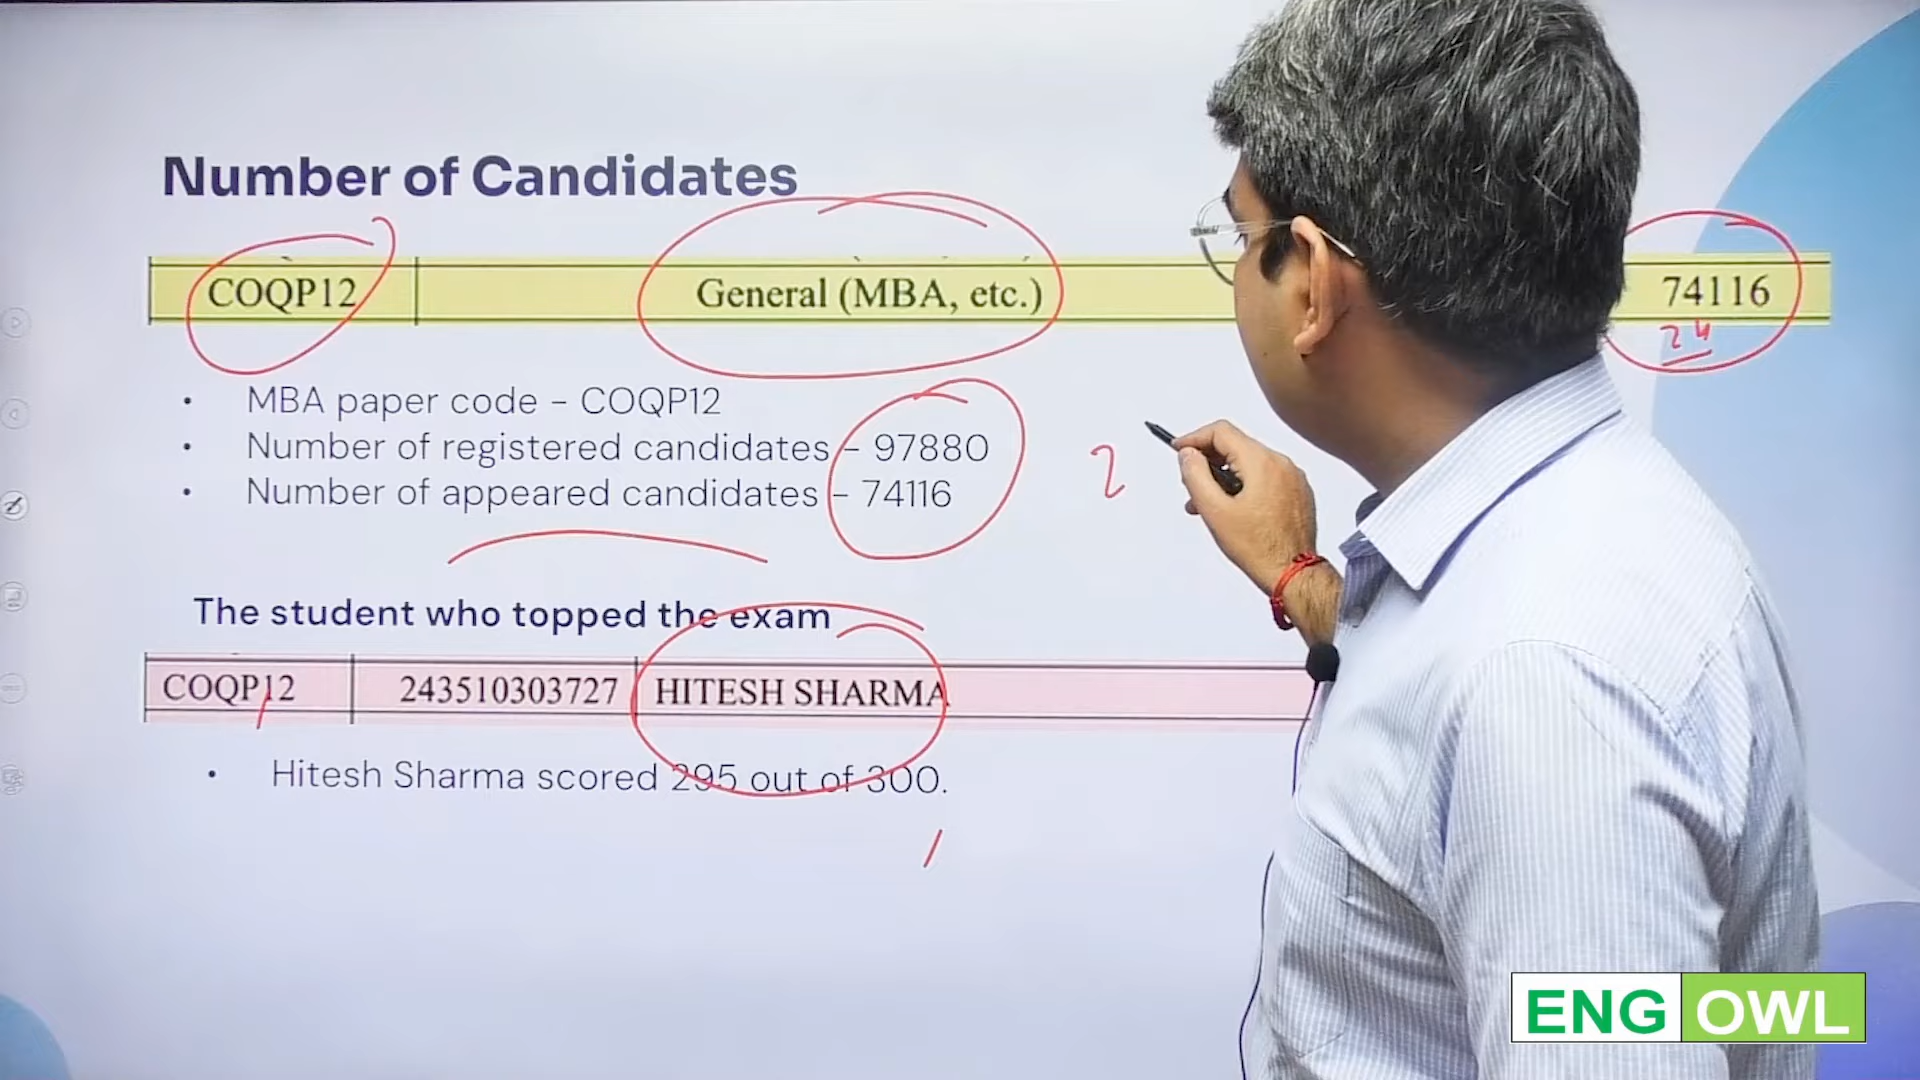 Number of Candidates
COQP12 General (MBA, etc.) 74116
24
• MBA paper code – COQP12
• Number of registered candidates – 97880
• Number of appeared candidates – 74116
2
The student who topped the exam
COQP12 243510303727 HITESH SHARMA
• Hitesh Sharma scored 295 out of 300.
ENG OWL